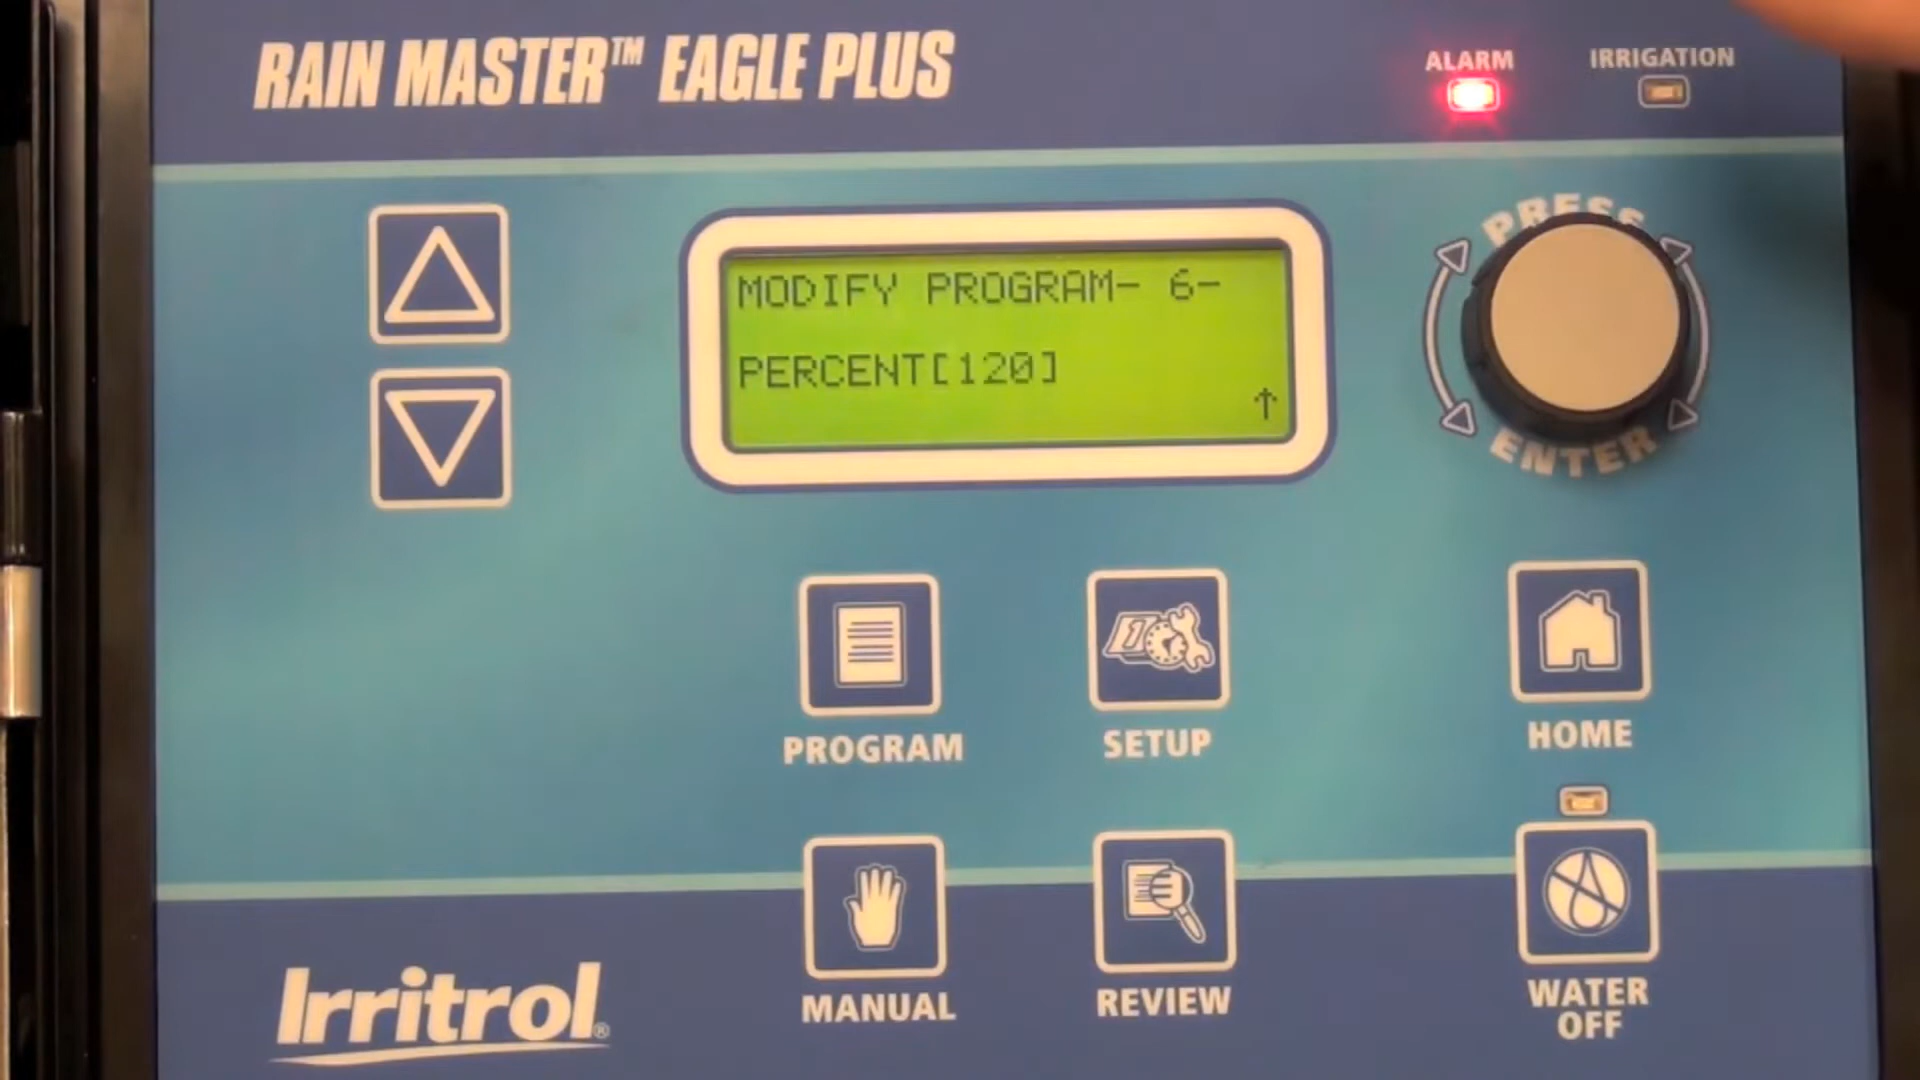 RAIN MASTER™ EAGLE PLUS
ALARM
IRRIGATION
MODIFY PROGRAM- 6-
PERCENT[120]
↑
PRESS
ENTER
PROGRAM
SETUP
HOME
MANUAL
REVIEW
WATER
OFF
Irritrol®